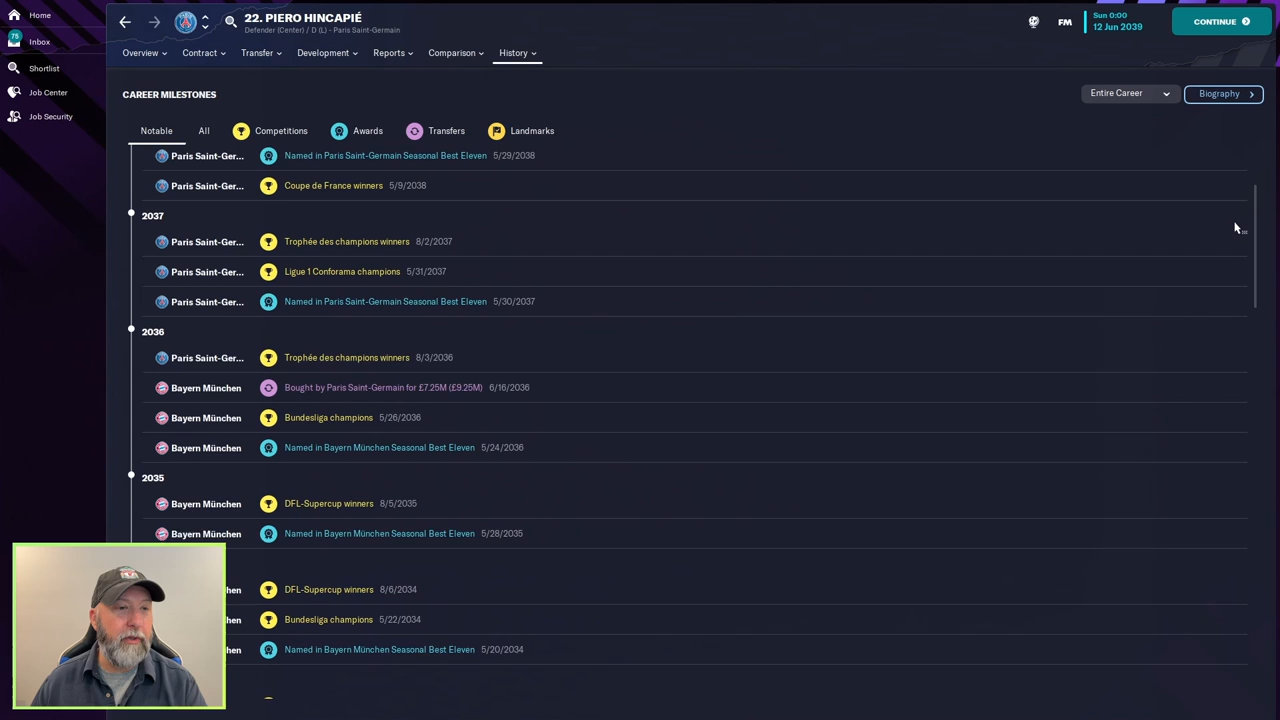 Home
75
Inbox
Shortlist
Job Center
Job Security
22. PIERO HINCAPIÉ
Defender (Center) / D (L) - Paris Saint-Germain
FM
Sun 0:00
12 Jun 2039
CONTINUE
Overview
Contract
Transfer
Development
Reports
Comparison
History
CAREER MILESTONES
Entire Career
Biography
Notable
All
Competitions
Awards
Transfers
Landmarks
Paris Saint-Ger... Named in Paris Saint-Germain Seasonal Best Eleven 5/29/2038
Paris Saint-Ger... Coupe de France winners 5/9/2038
2037
Paris Saint-Ger... Trophée des champions winners 8/2/2037
Paris Saint-Ger... Ligue 1 Conforama champions 5/31/2037
Paris Saint-Ger... Named in Paris Saint-Germain Seasonal Best Eleven 5/30/2037
2036
Paris Saint-Ger... Trophée des champions winners 8/3/2036
Bayern München Bought by Paris Saint-Germain for £7.25M (£9.25M) 6/16/2036
Bayern München Bundesliga champions 5/26/2036
Bayern München Named in Bayern München Seasonal Best Eleven 5/24/2036
2035
Bayern München DFL-Supercup winners 8/5/2035
Bayern München Named in Bayern München Seasonal Best Eleven 5/28/2035
hen DFL-Supercup winners 8/6/2034
hen Bundesliga champions 5/22/2034
hen Named in Bayern München Seasonal Best Eleven 5/20/2034